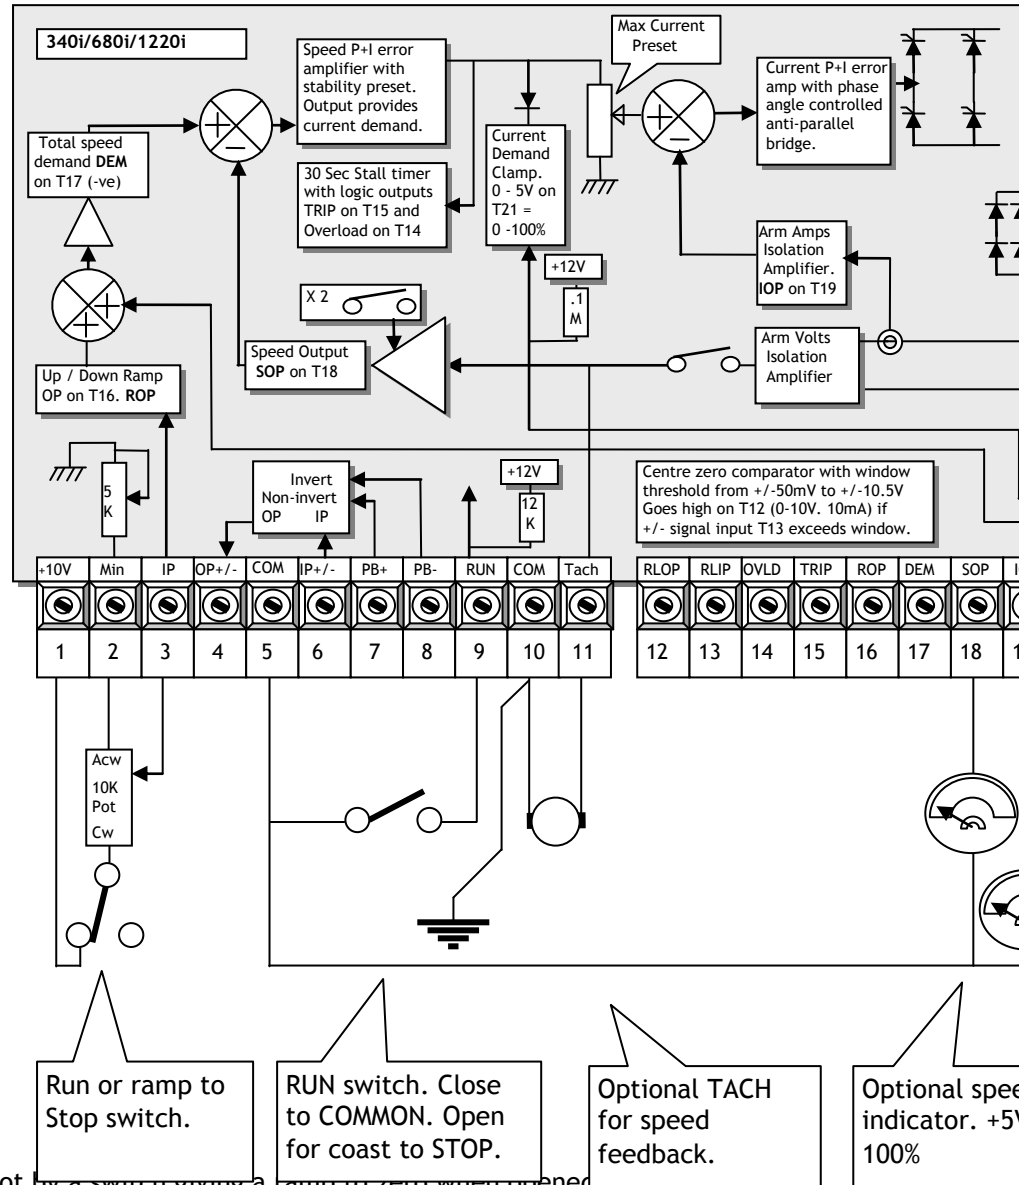 340i/680i/1220i
Speed P+I error
amplifier with
stability preset.
Output provides
current demand.
Max Current
Preset
Current P+I error
amp with phase
angle controlled
anti-parallel
bridge.
Total speed
demand DEM
on T17 (-ve)
30 Sec Stall timer
with logic outputs
TRIP on T15 and
Overload on T14
Current
Demand
Clamp.
0 - 5V on
T21 =
0 -100%
Arm Amps
Isolation
Amplifier.
IOP on T19
+12V
.1
M
X 2
Speed Output
SOP on T18
Arm Volts
Isolation
Amplifier
Up / Down Ramp
OP on T16. ROP
5
K
Invert
Non-invert
OP IP
+12V
12
K
Centre zero comparator with window
threshold from +/-50mV to +/-10.5V
Goes high on T12 (0-10V. 10mA) if
+/- signal input T13 exceeds window.
+10V Min IP OP+/- COM IP+/- PB+ PB- RUN COM Tach RLOP RLIP OVLD TRIP ROP DEM SOP I
1 2 3 4 5 6 7 8 9 10 11 12 13 14 15 16 17 18 1
Acw
10K
Pot
Cw
Run or ramp to
Stop switch.
RUN switch. Close
to COMMON. Open
for coast to STOP.
Optional TACH
for speed
feedback.
Optional spee
indicator. +5V
100%